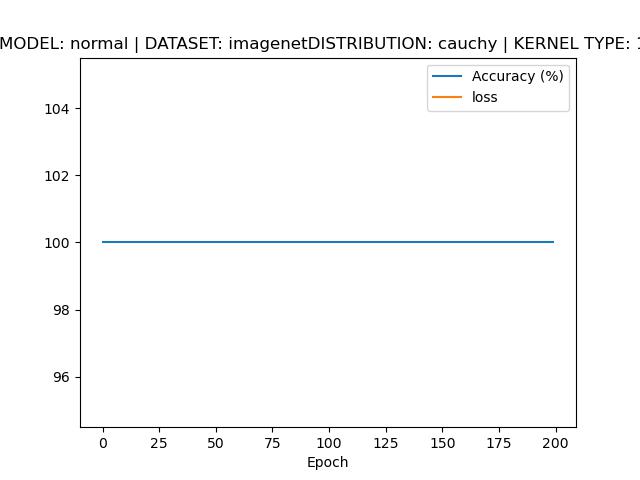 MODEL: normal | DATASET: imagenetDISTRIBUTION: cauchy | KERNEL TYPE: 1
Accuracy (%)
loss
104
102
100
98
96
0 25 50 75 100 125 150 175 200
Epoch